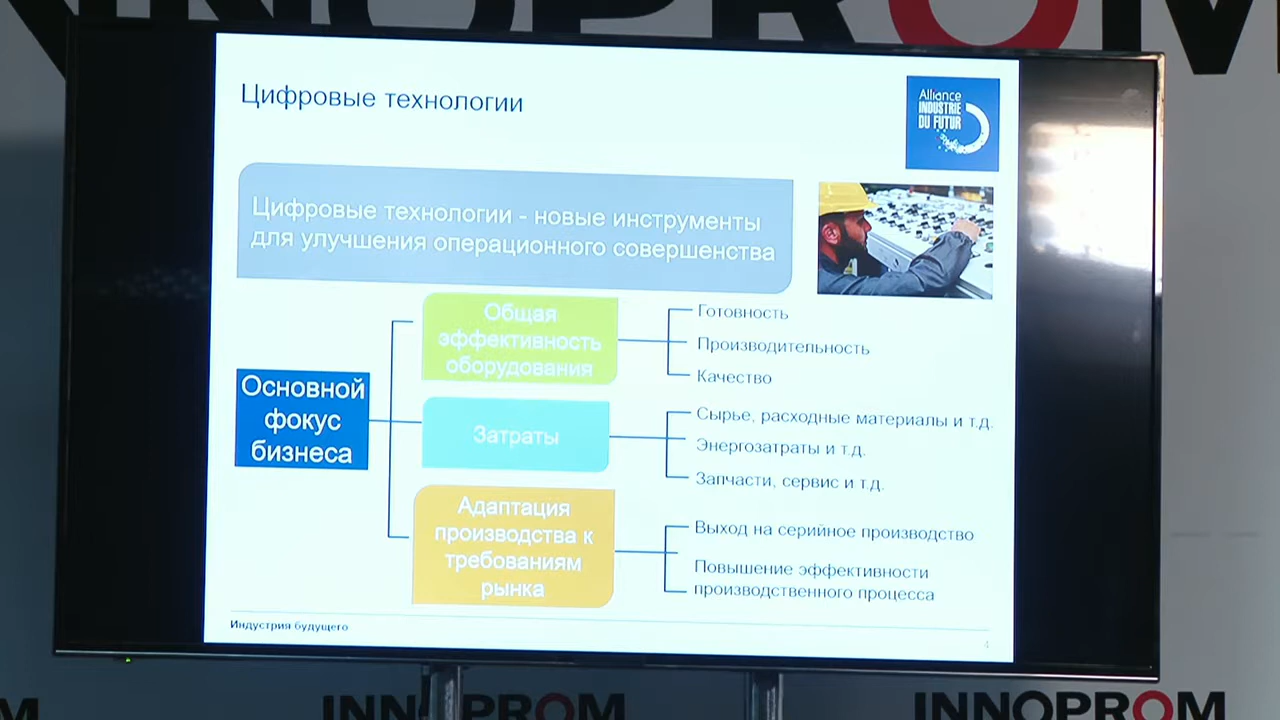 INNOPROM
Цифровые технологии
Alliance
INDUSTRIE
DU FUTUR
Цифровые технологии - новые инструменты
для улучшения операционного совершенства
Основной
фокус
бизнеса
Общая
эффективность
оборудования
Готовность
Производительность
Качество
Затраты
Сырье, расходные материалы и т.д.
Энергозатраты и т.д.
Запчасти, сервис и т.д.
Адаптация
производства к
требованиям
рынка
Выход на серийное производство
Повышение эффективности
производственного процесса
Индустрия будущего
4
INNOPROM
INNOPROM